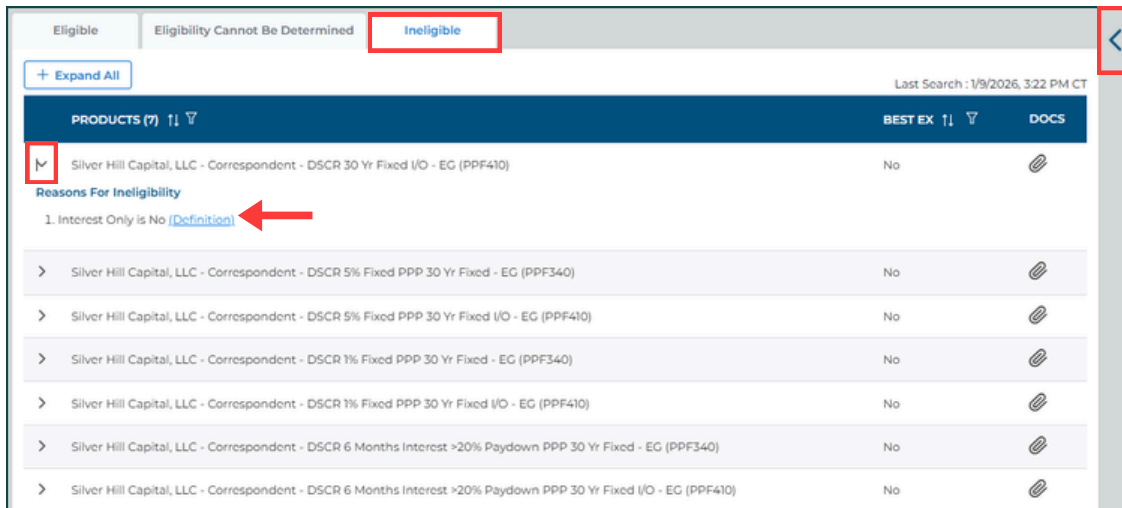 Eligible Eligibility Cannot Be Determined Ineligible
+ Expand All
Last Search : 1/9/2026, 3:22 PM CT
PRODUCTS (7) BEST EX DOCS
Silver Hill Capital, LLC - Correspondent - DSCR 30 Yr Fixed I/O - EG (PPF410) No
Reasons For Ineligibility
1. Interest Only is No (Definition)
Silver Hill Capital, LLC - Correspondent - DSCR 5% Fixed PPP 30 Yr Fixed - EG (PPF340) No
Silver Hill Capital, LLC - Correspondent - DSCR 5% Fixed PPP 30 Yr Fixed I/O - EG (PPF410) No
Silver Hill Capital, LLC - Correspondent - DSCR 1% Fixed PPP 30 Yr Fixed - EG (PPF340) No
Silver Hill Capital, LLC - Correspondent - DSCR 1% Fixed PPP 30 Yr Fixed I/O - EG (PPF410) No
Silver Hill Capital, LLC - Correspondent - DSCR 6 Months Interest >20% Paydown PPP 30 Yr Fixed - EG (PPF340) No
Silver Hill Capital, LLC - Correspondent - DSCR 6 Months Interest >20% Paydown PPP 30 Yr Fixed I/O - EG (PPF410) No